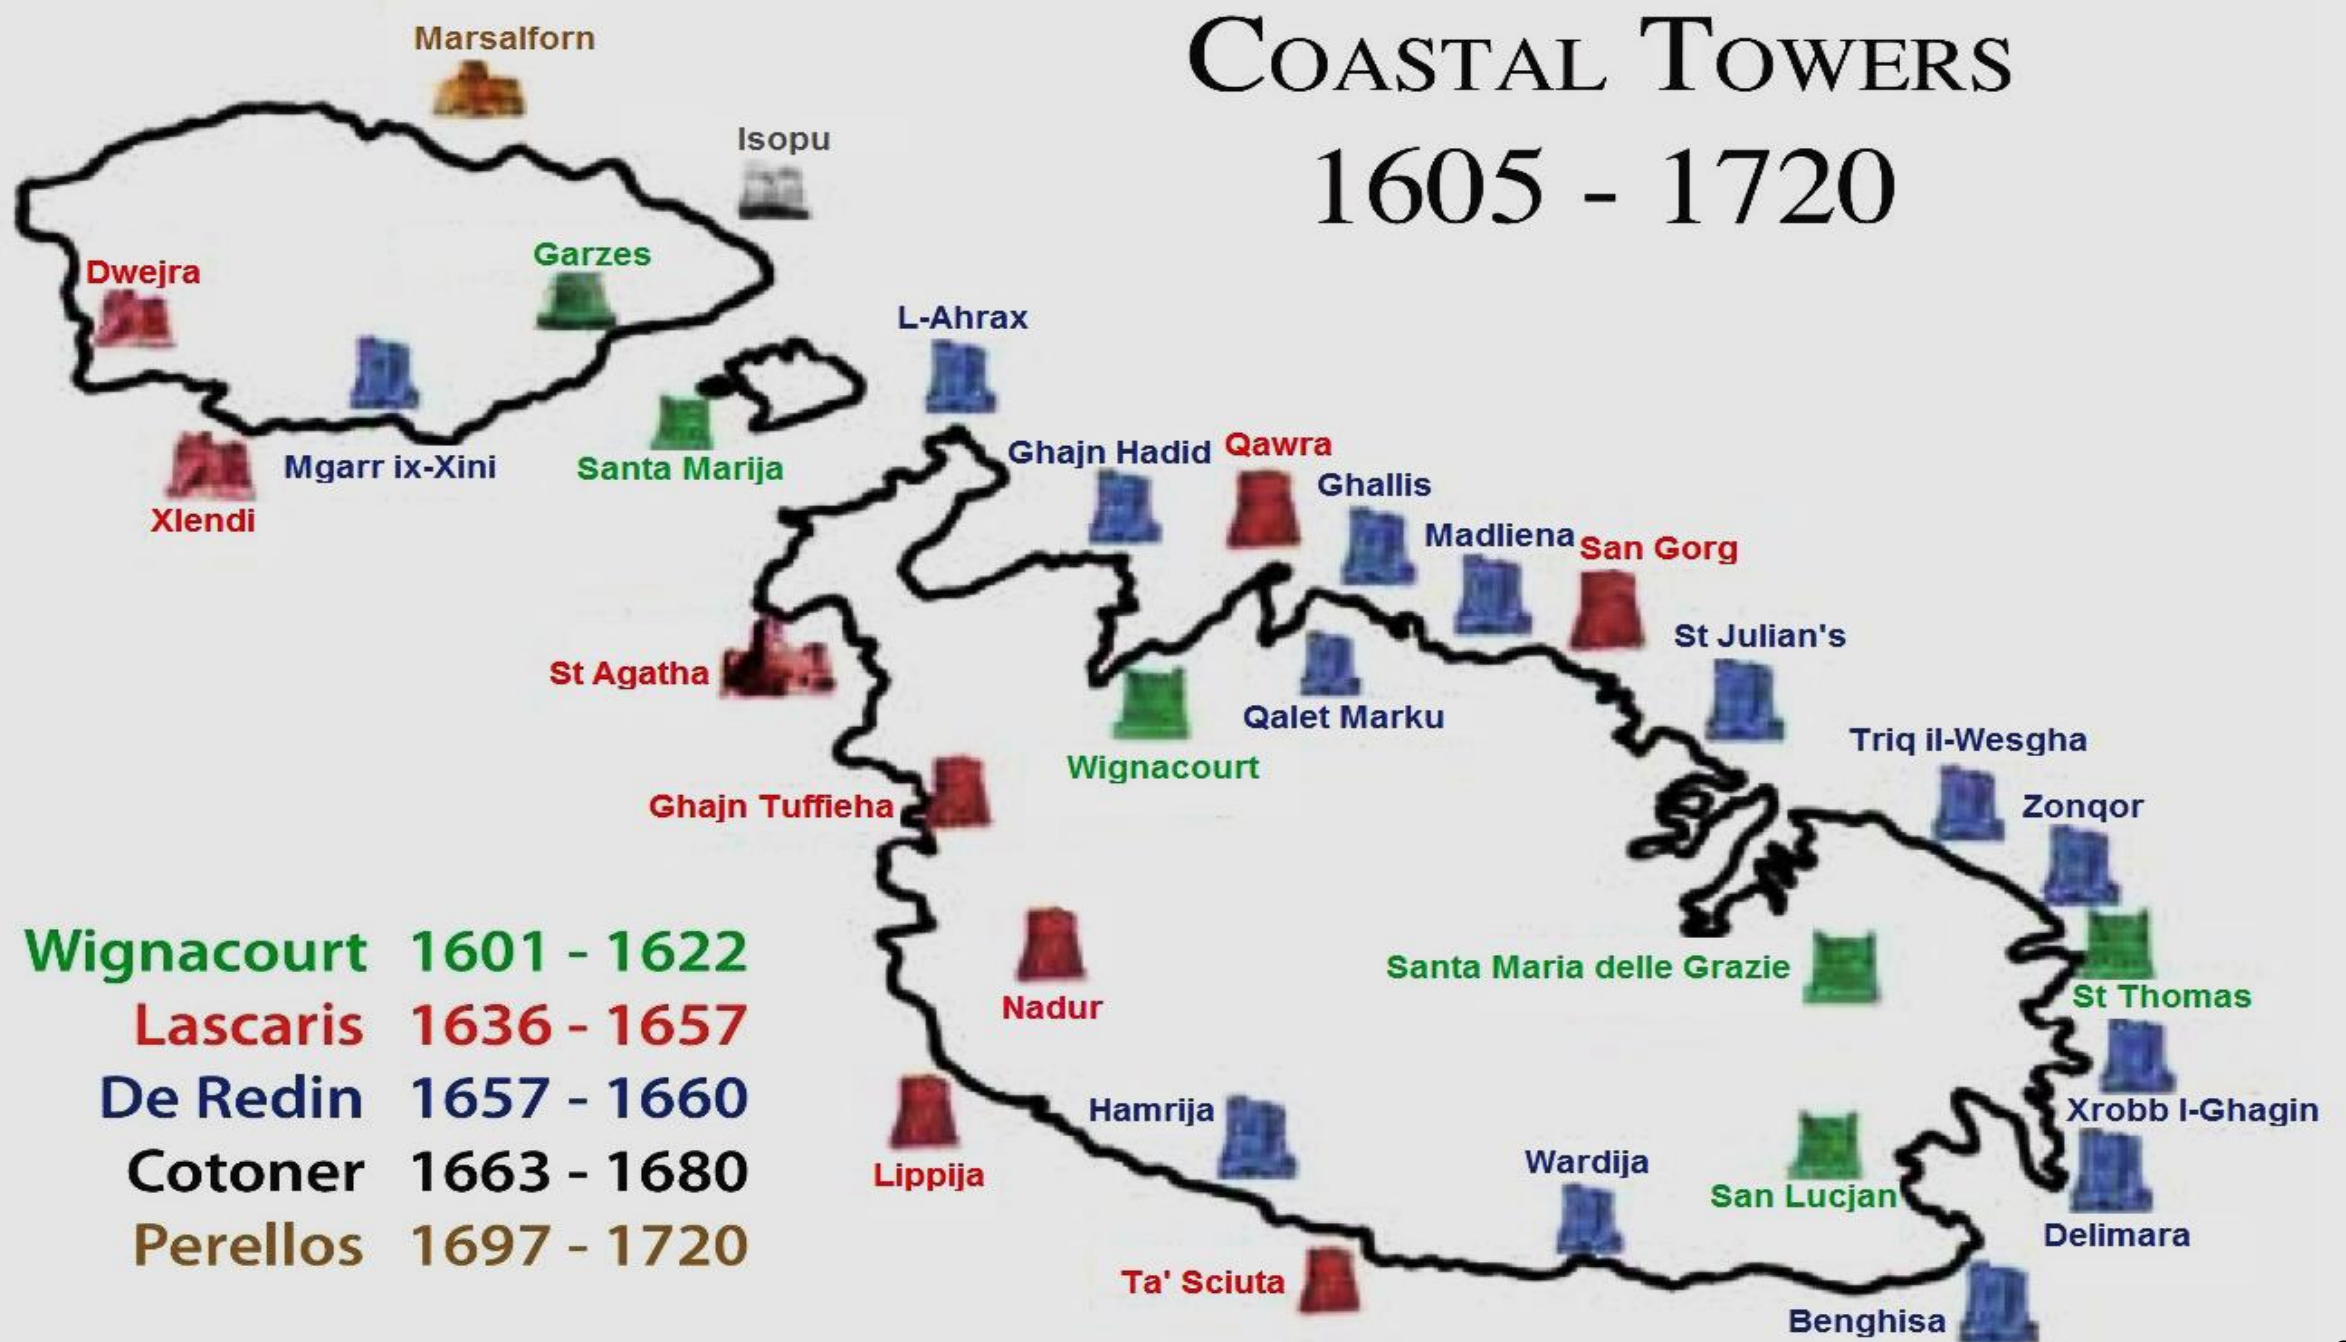 COASTAL TOWERS
1605 - 1720
Marsalforn
Isopu
Dwejra
Garzes
L-Ahrax
Mgarr ix-Xini
Santa Marija
Xlendi
Ghajn Hadid
Qawra
Ghallis
Madliena
San Gorg
St Julian's
St Agatha
Qalet Marku
Wignacourt
Triq il-Wesgha
Ghajn Tuffieha
Zonqor
Santa Maria delle Grazie
St Thomas
Nadur
Xrobb l-Ghagin
Hamrija
Lippija
Wardija
San Lucjan
Delimara
Ta' Sciuta
Benghisa
Wignacourt 1601 - 1622
Lascaris 1636 - 1657
De Redin 1657 - 1660
Cotoner 1663 - 1680
Perellos 1697 - 1720